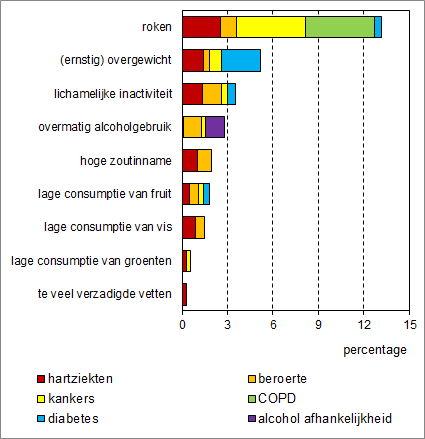 roken
(ernstig) overgewicht
lichamelijke inactiviteit
overmatig alcoholgebruik
hoge zoutinname
lage consumptie van fruit
lage consumptie van vis
lage consumptie van groenten
te veel verzadigde vetten
0 3 6 9 12 15
percentage
hartziekten beroerte
kankers COPD
diabetes alcohol afhankelijkheid